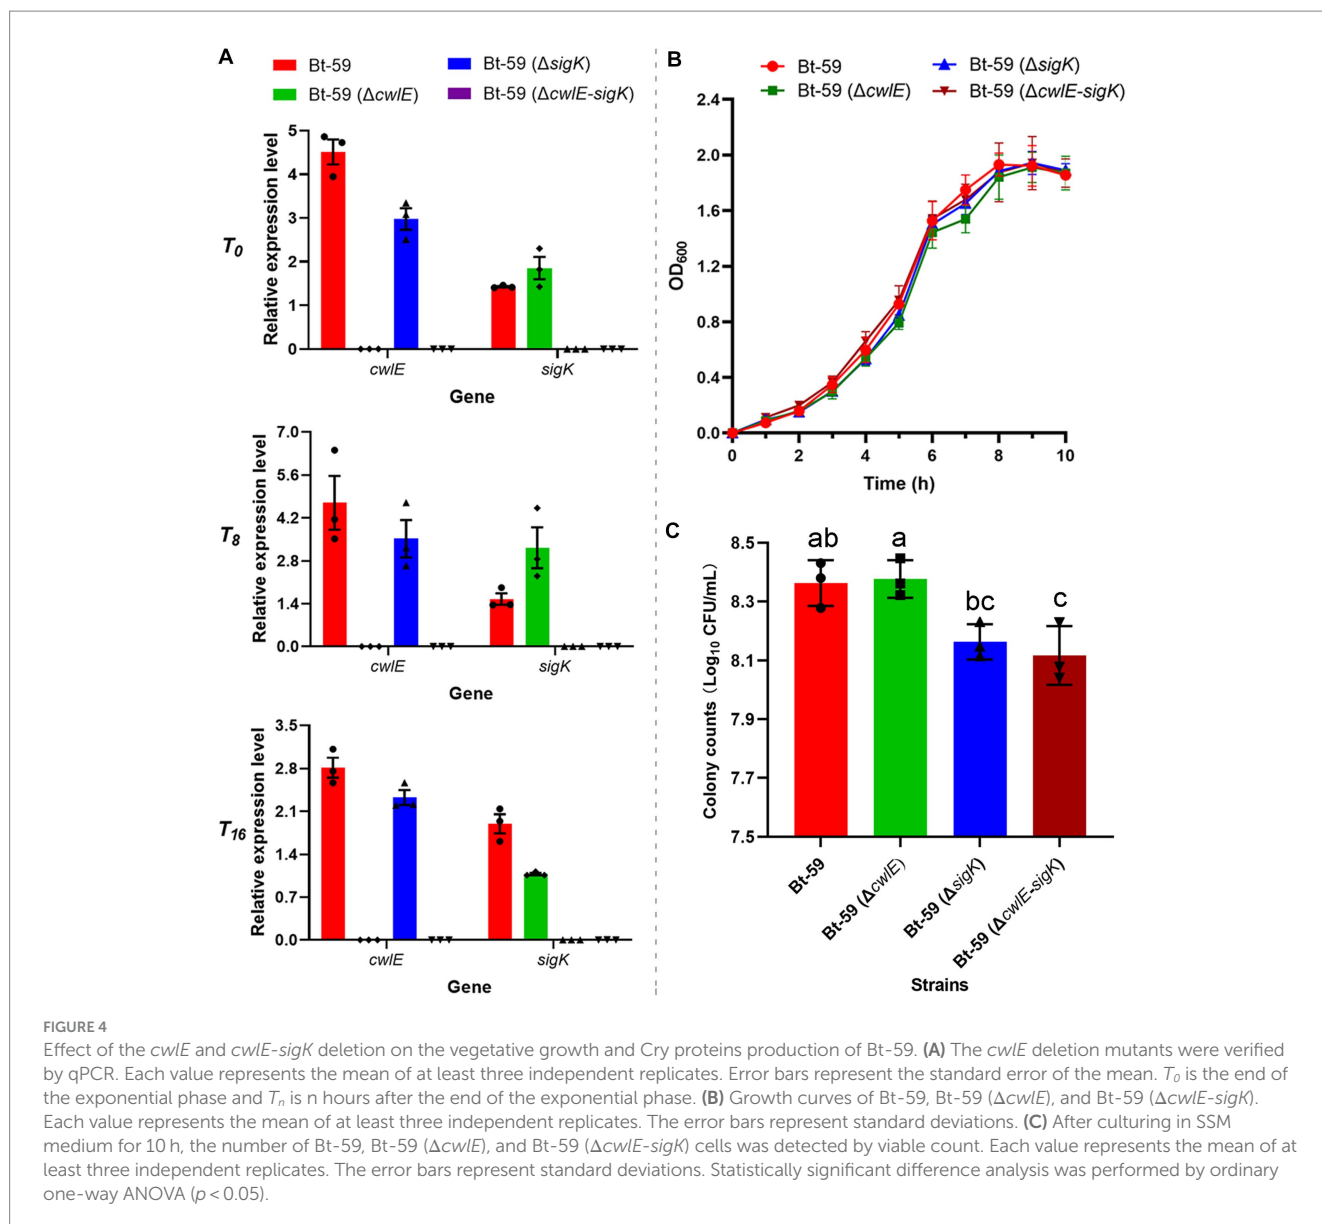 A
Bt-59
Bt-59 (ΔsigK)
Bt-59 (ΔcwlE)
Bt-59 (ΔcwlE-sigK)
T0
Relative expression level
5
4
3
2
1
0
cwlE
sigK
Gene
T8
Relative expression level
7.0
5.6
4.2
2.8
1.4
0.0
cwlE
sigK
T16
Relative expression level
3.5
2.8
2.1
1.4
0.7
0.0
cwlE
sigK
Gene
B
Bt-59
Bt-59 (ΔsigK)
Bt-59 (ΔcwlE)
Bt-59 (ΔcwlE-sigK)
OD600
2.4
2.0
1.6
1.2
0.8
0.4
0.0
0 2 4 6 8 10
Time (h)
C
Colony counts (Log10 CFU/mL)
8.5
8.3
8.1
7.9
7.7
7.5
ab
a
bc
c
Bt-59
Bt-59 (ΔcwlE)
Bt-59 (ΔsigK)
Bt-59 (ΔcwlE-sigK)
Strains
FIGURE 4
Effect of the cwlE and cwlE-sigK deletion on the vegetative growth and Cry proteins production of Bt-59. (A) The cwlE deletion mutants were verified
by qPCR. Each value represents the mean of at least three independent replicates. Error bars represent the standard error of the mean. T0 is the end of
the exponential phase and Tn is n hours after the end of the exponential phase. (B) Growth curves of Bt-59, Bt-59 (ΔcwlE), and Bt-59 (ΔcwlE-sigK).
Each value represents the mean of at least three independent replicates. The error bars represent standard deviations. (C) After culturing in SSM
medium for 10 h, the number of Bt-59, Bt-59 (ΔcwlE), and Bt-59 (ΔcwlE-sigK) cells was detected by viable count. Each value represents the mean of at
least three independent replicates. The error bars represent standard deviations. Statistically significant difference analysis was performed by ordinary
one-way ANOVA (p < 0.05).